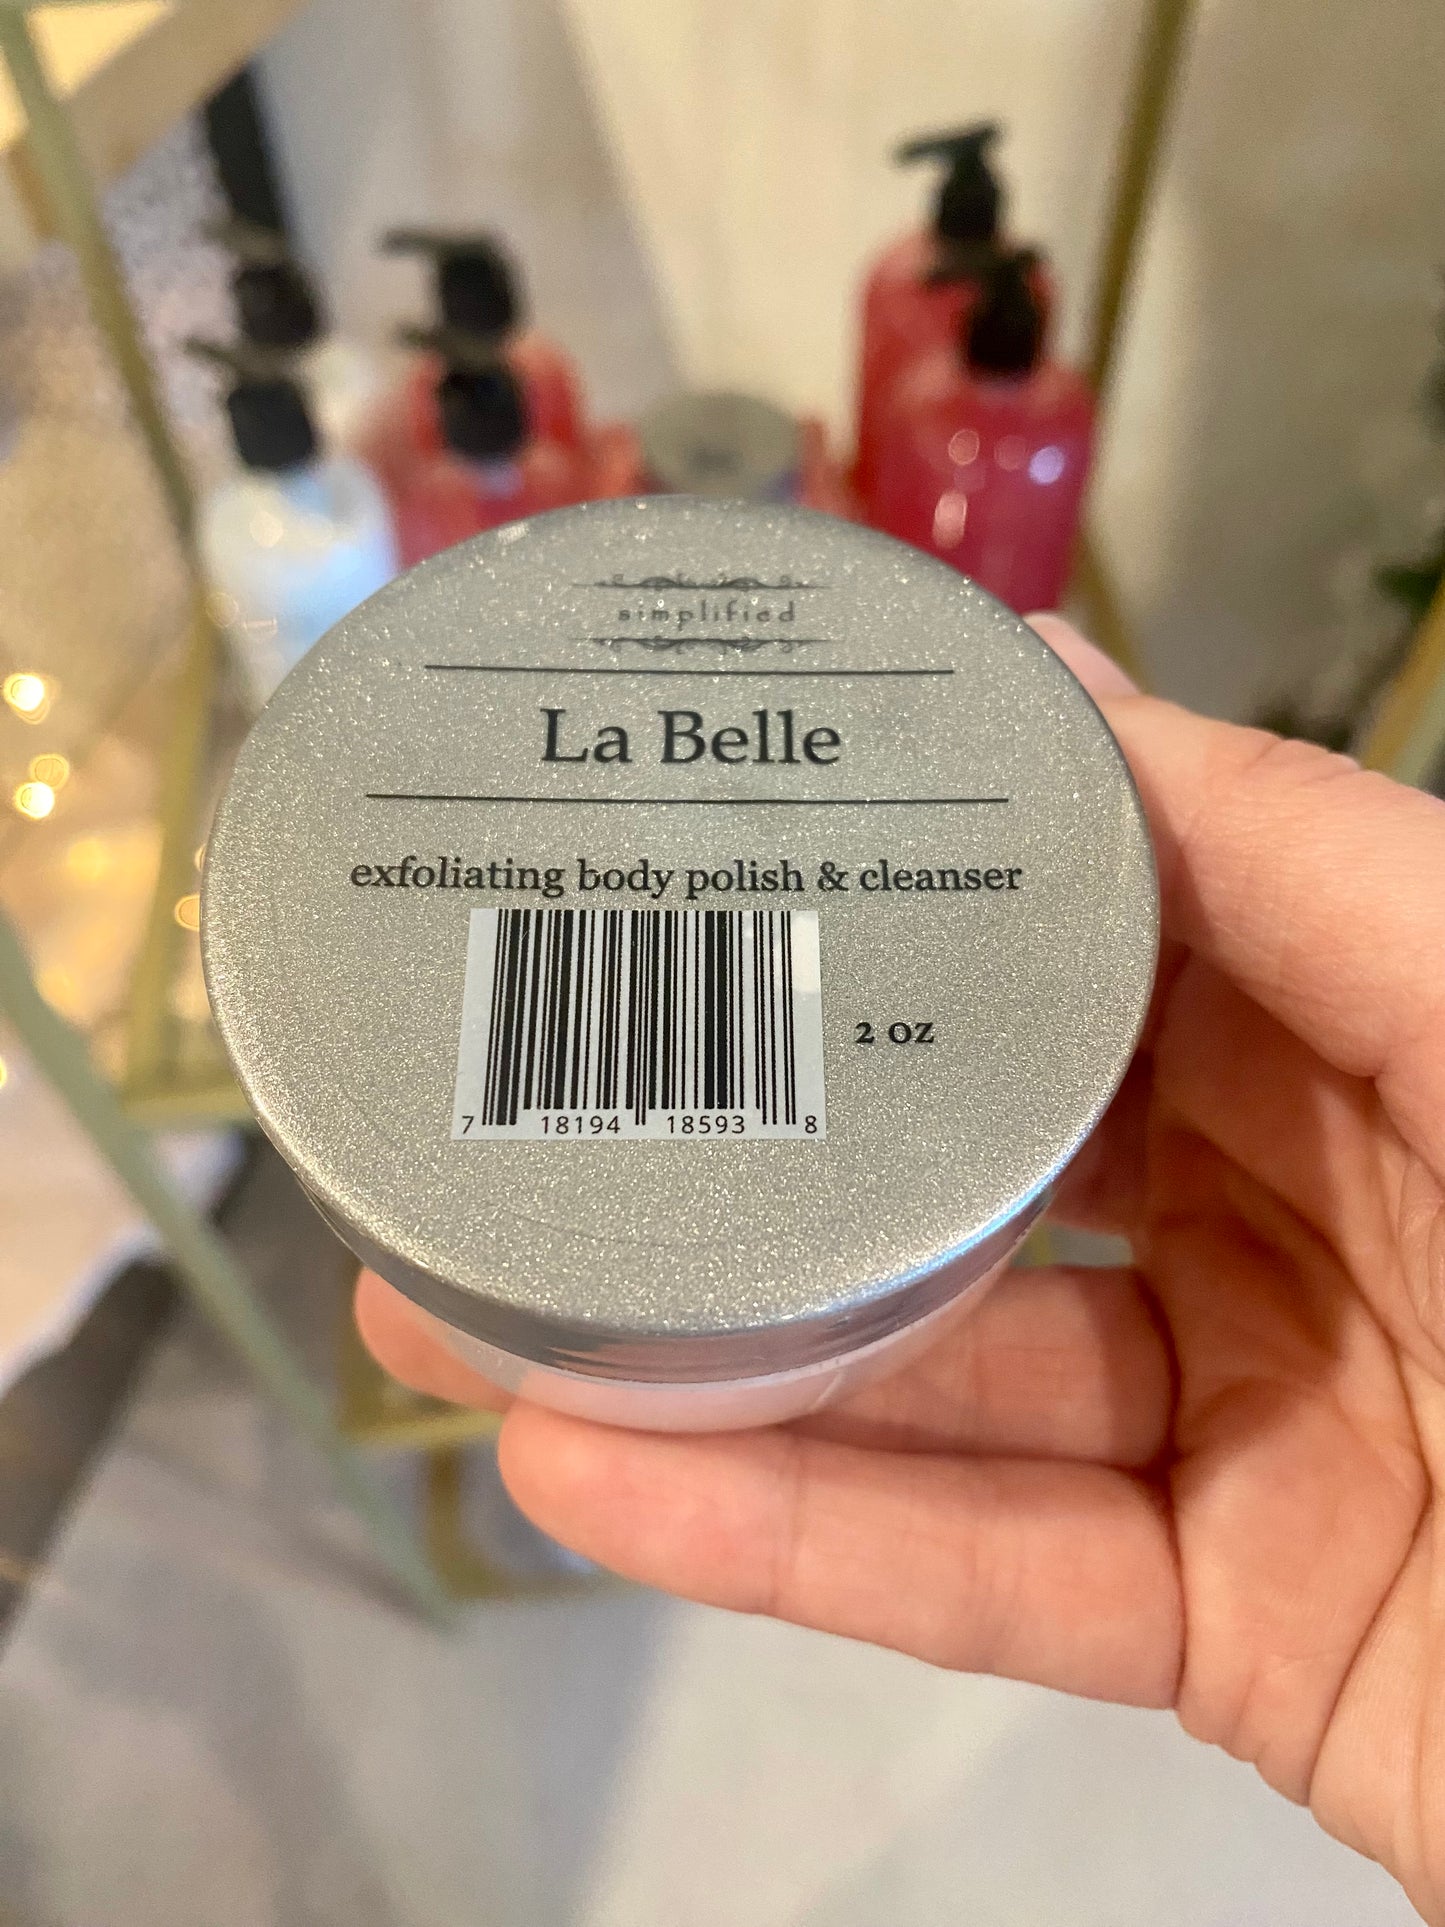 simplified
La Belle
exfoliating body polish & cleanser
2 oz
7 18194 18593 8